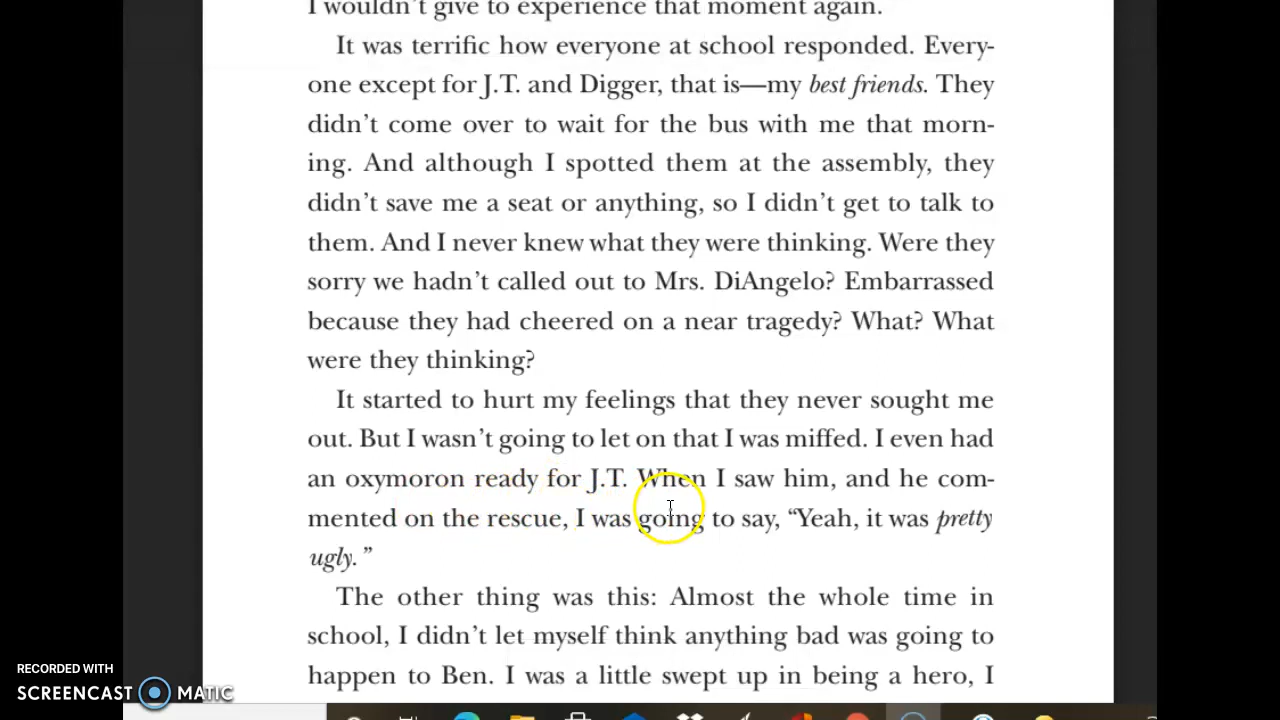 I wouldn’t give to experience that moment again.
It was terrific how everyone at school responded. Every-
one except for J.T. and Digger, that is—my best friends. They
didn’t come over to wait for the bus with me that morn-
ing. And although I spotted them at the assembly, they
didn’t save me a seat or anything, so I didn’t get to talk to
them. And I never knew what they were thinking. Were they
sorry we hadn’t called out to Mrs. DiAngelo? Embarrassed
because they had cheered on a near tragedy? What? What
were they thinking?
It started to hurt my feelings that they never sought me
out. But I wasn’t going to let on that I was miffed. I even had
an oxymoron ready for J.T. When I saw him, and he com-
mented on the rescue, I was going to say, “Yeah, it was pretty
ugly.”
The other thing was this: Almost the whole time in
school, I didn’t let myself think anything bad was going to
happen to Ben. I was a little swept up in being a hero, I
RECORDED WITH
SCREENCAST MATIC